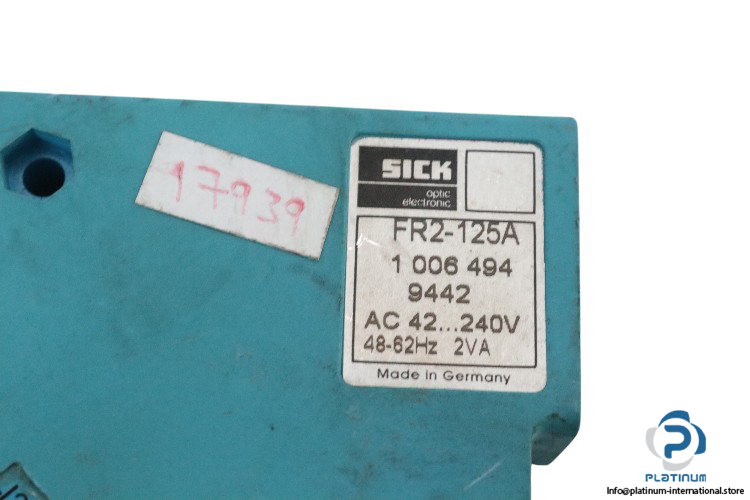 17939
SICK
optic
electronic
FR2-125A
1 006 494
9442
AC 42...240V
48-62Hz 2VA
Made in Germany
PLATINUM
Info@platinum-international.store